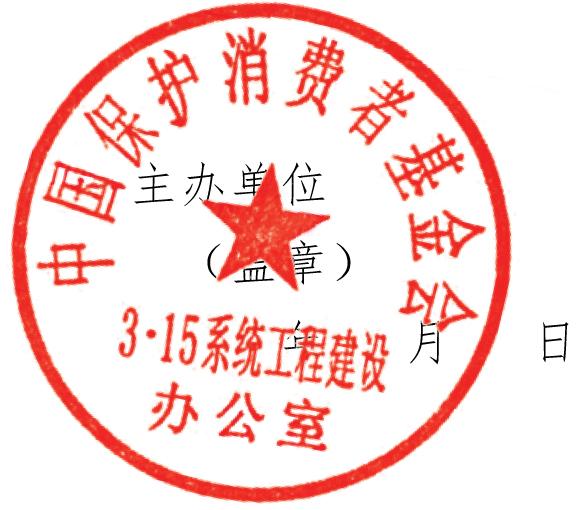 中国保护消费者基金会
主办单位
（盖章）
年 月 日
3·15系统工程建设
办公室